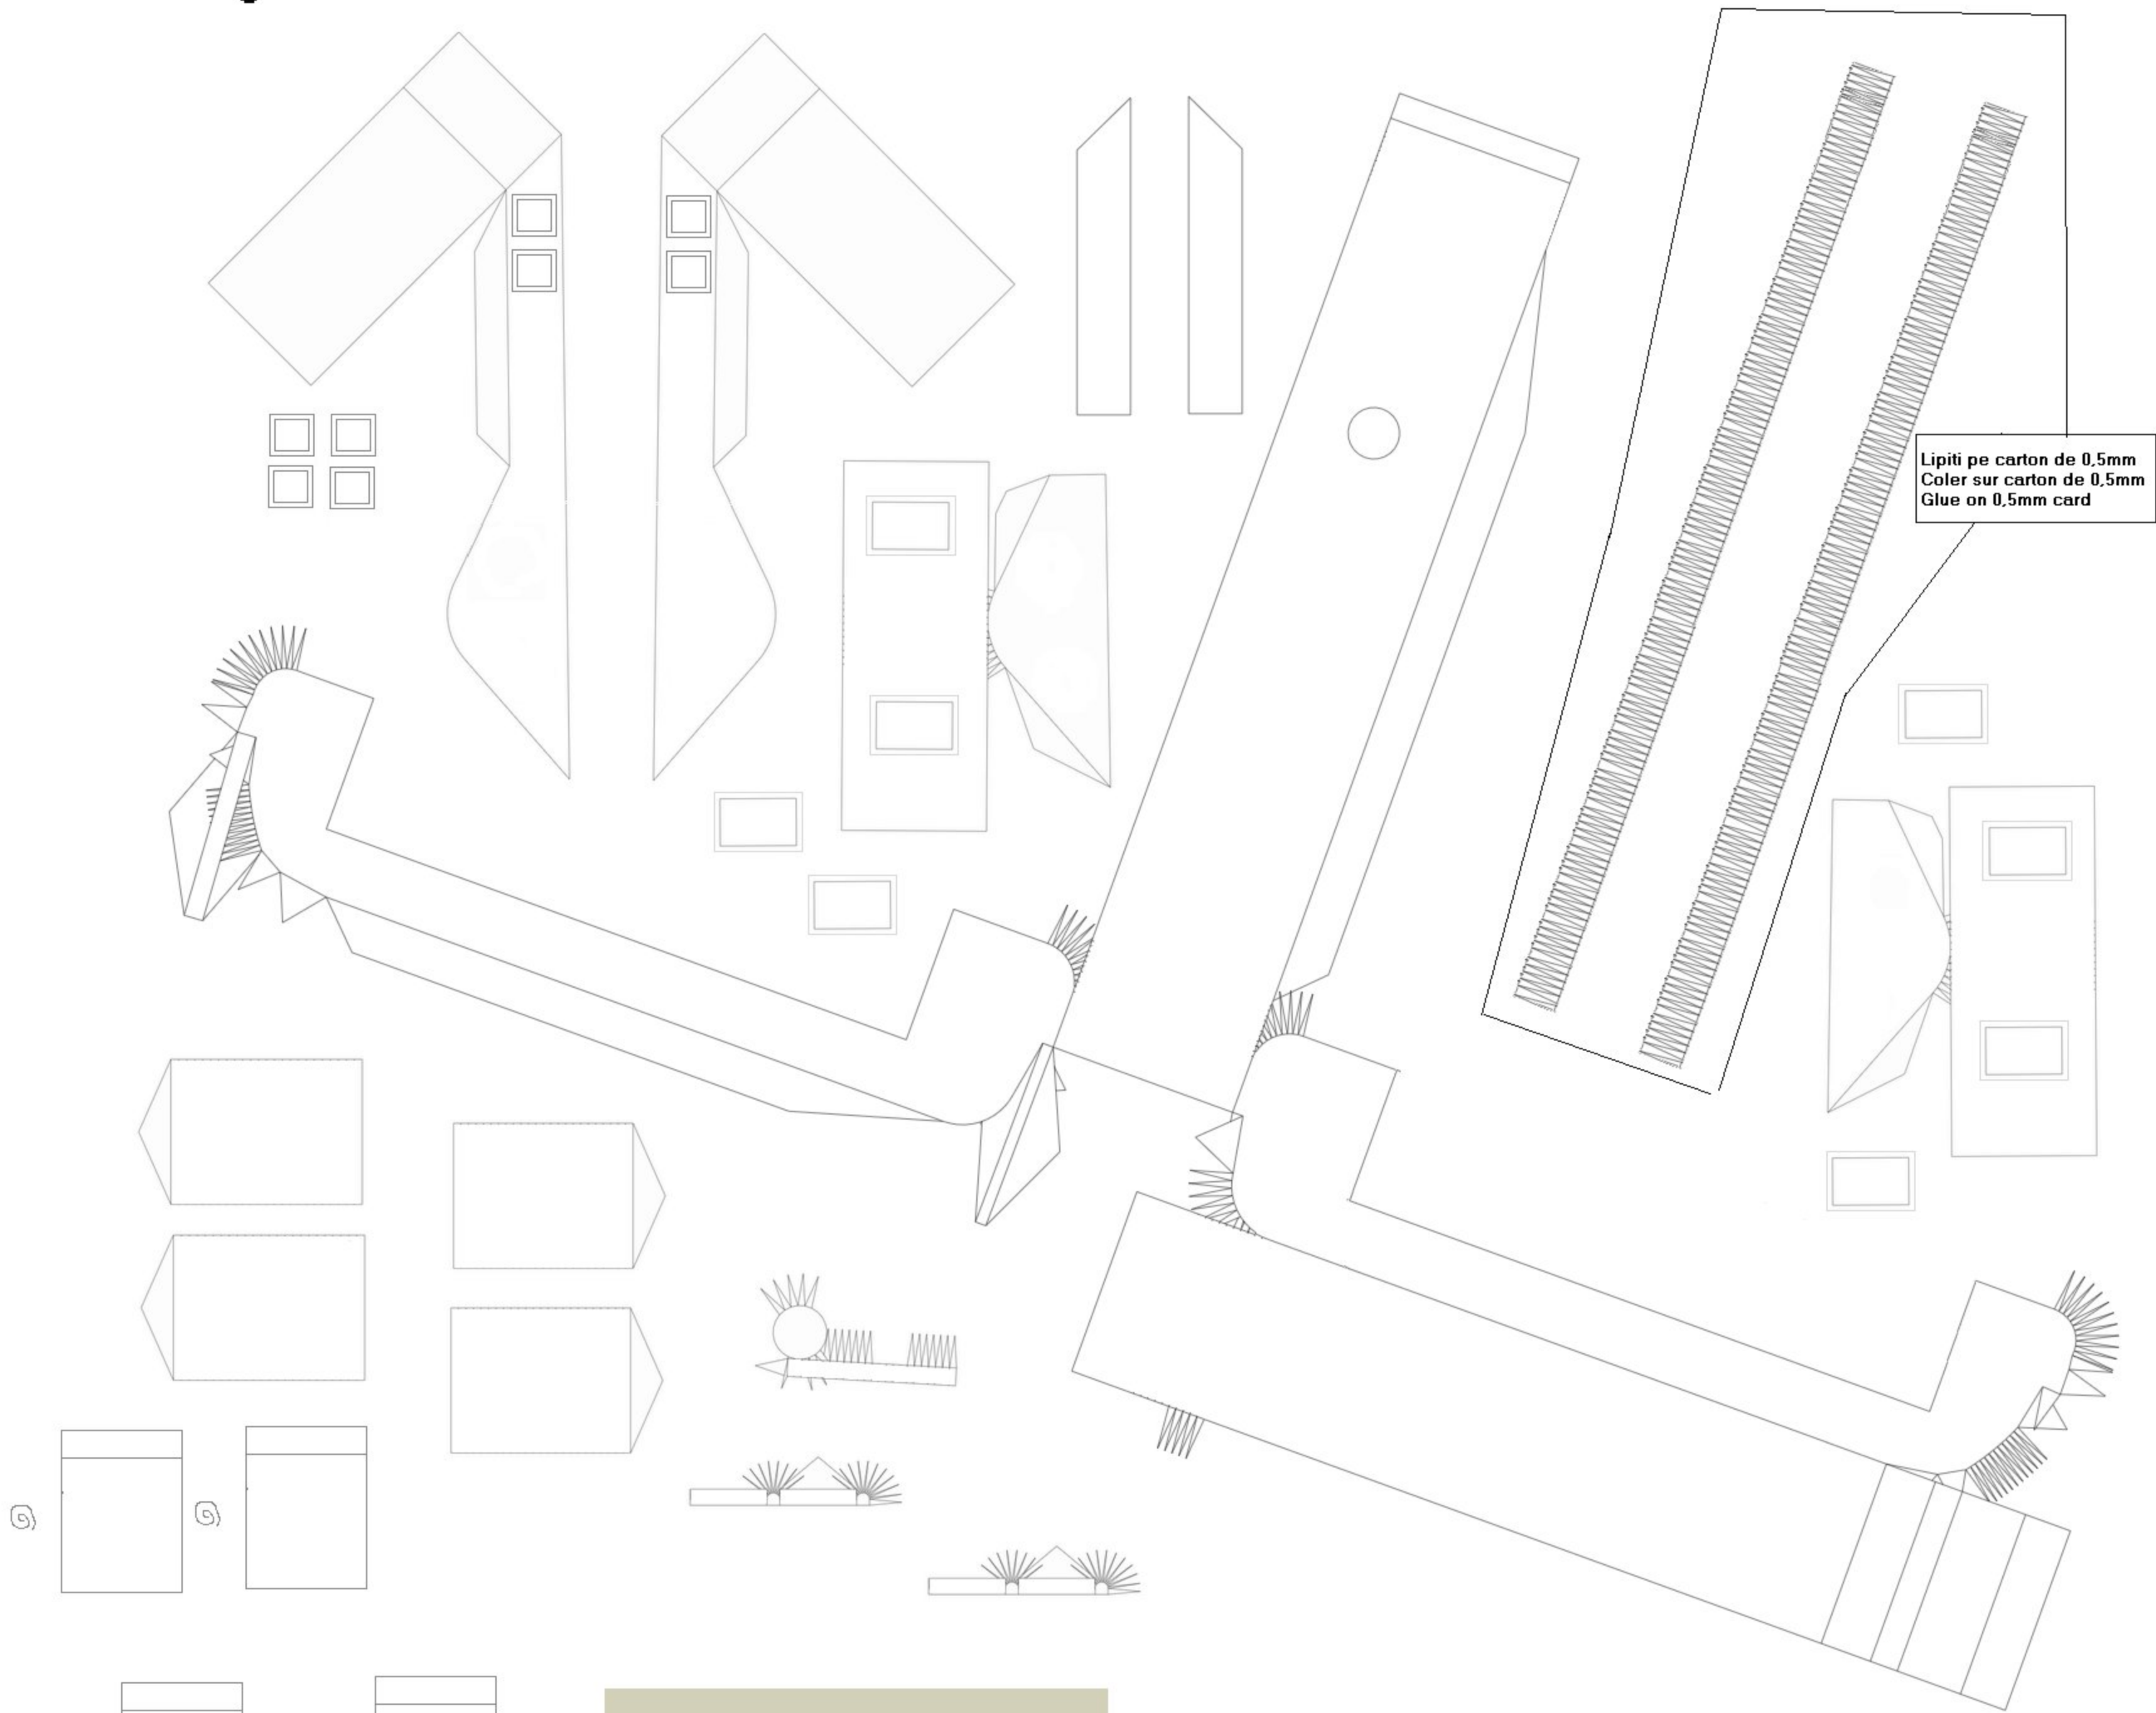 Lipiti pe carton de 0,5mm
Coler sur carton de 0,5mm
Glue on 0,5mm card